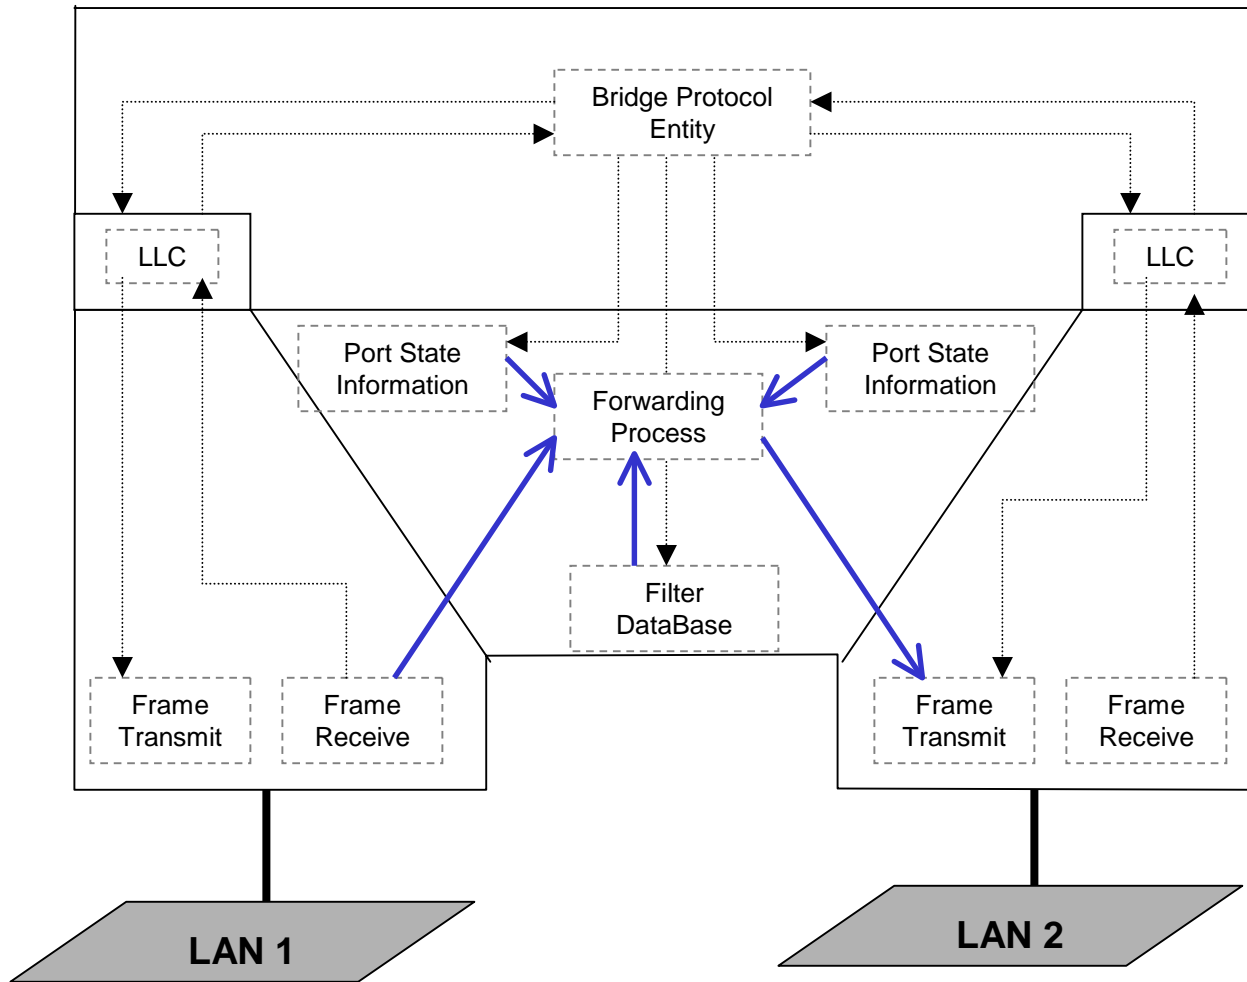 Bridge Protocol
Entity
LLC
LLC
Port State
Information
Port State
Information
Forwarding
Process
Filter
DataBase
Frame
Transmit
Frame
Receive
Frame
Transmit
Frame
Receive
LAN 1
LAN 2